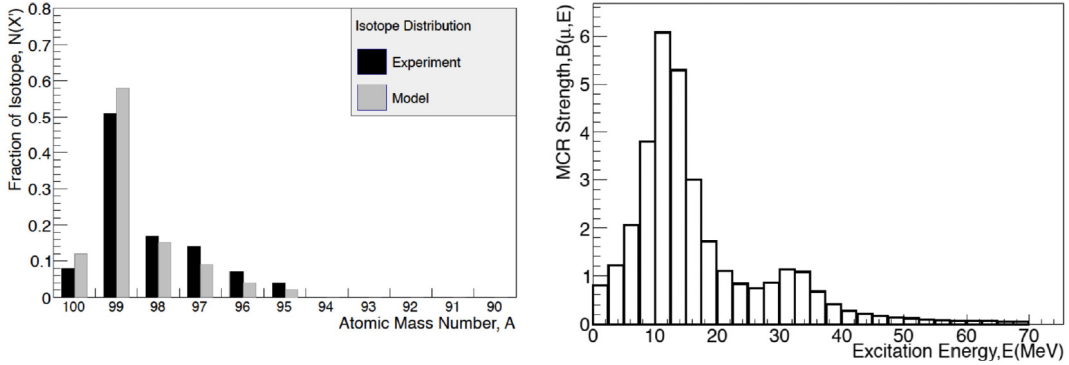 Fraction of Isotope, N(X')
0.8
0.7
0.6
0.5
0.4
0.3
0.2
0.1
0
Isotope Distribution
Experiment
Model
100 99 98 97 96 95 94 93 92 91 90
Atomic Mass Number, A
MCR Strength,B(μ,E)
6
5
4
3
2
1
0
0 10 20 30 40 50 60 70
Excitation Energy,E(MeV)